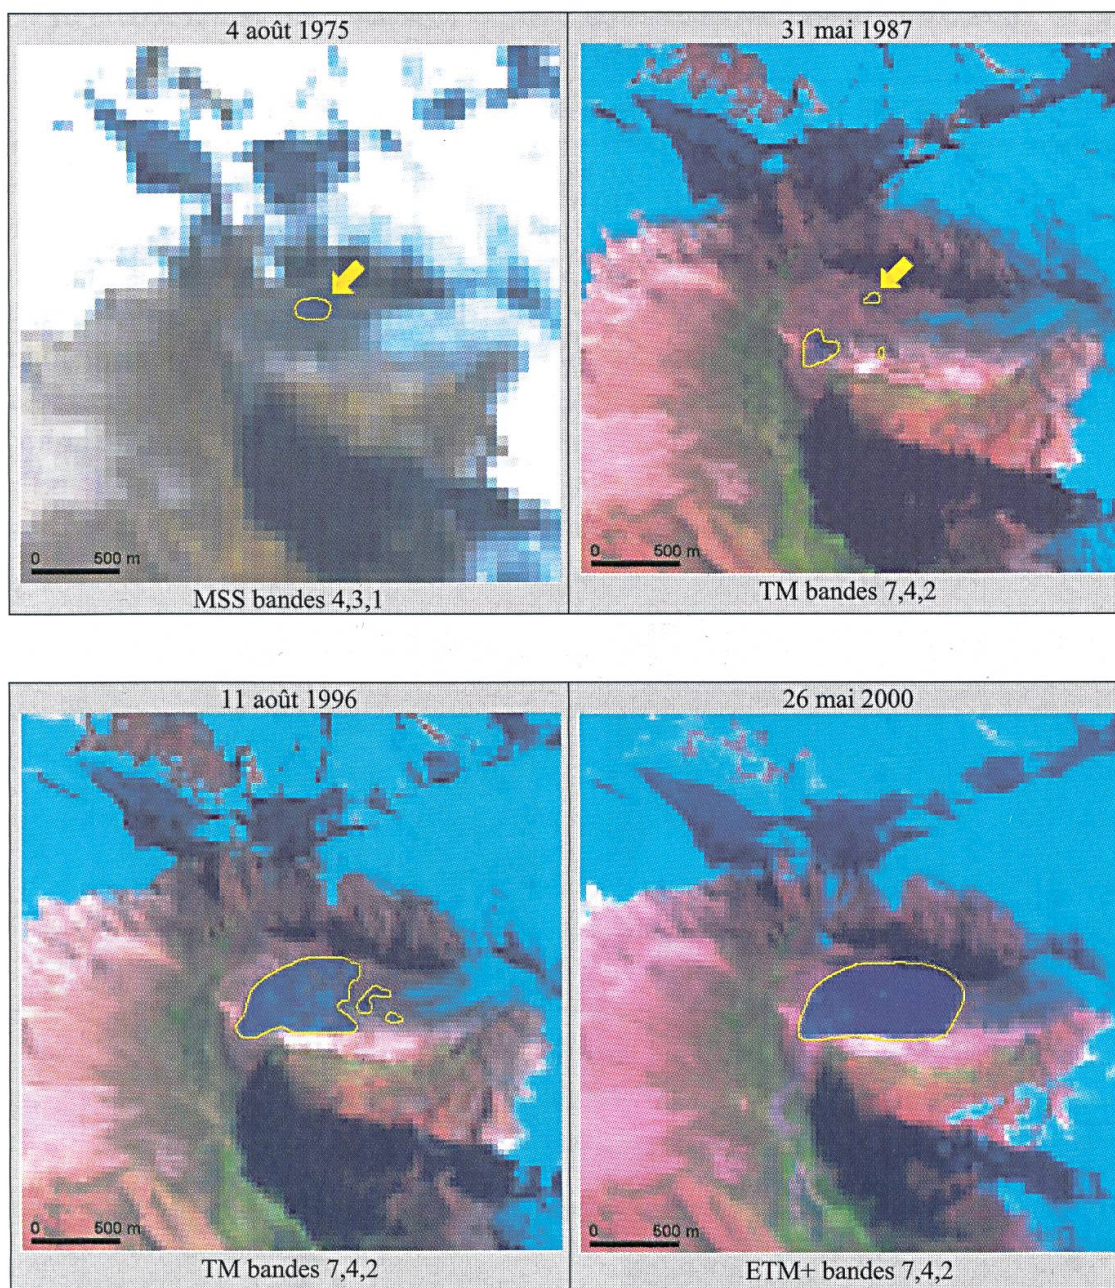 4 août 1975
31 mai 1987
0 500 m
0 500 m
MSS bandes 4,3,1
TM bandes 7,4,2
11 août 1996
26 mai 2000
0 500 m
0 500 m
TM bandes 7,4,2
ETM+ bandes 7,4,2